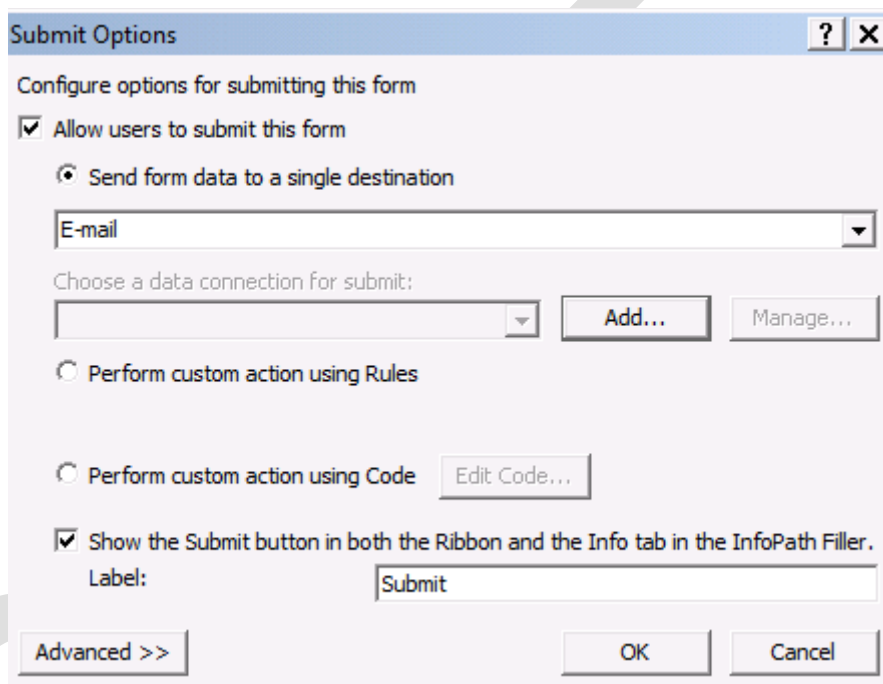 Submit Options
Configure options for submitting this form
Allow users to submit this form
Send form data to a single destination
E-mail
Choose a data connection for submit:
Add... Manage...
Perform custom action using Rules
Perform custom action using Code Edit Code...
Show the Submit button in both the Ribbon and the Info tab in the InfoPath Filler.
Label: Submit
Advanced >> OK Cancel